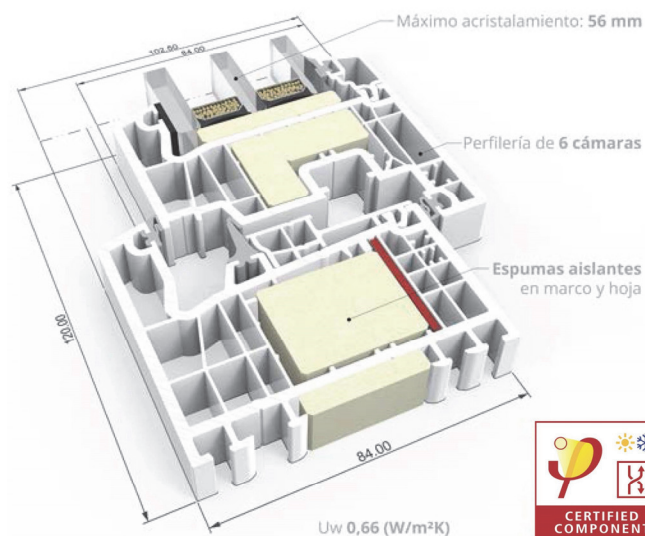 Máximo acristalamiento: 56 mm
102.50
84.00
Perfilería de 6 cámaras
Espumas aislantes
en marco y hoja
120.00
84.00
Uw 0,66 (W/m²K)
CERTIFIED
COMPONENT